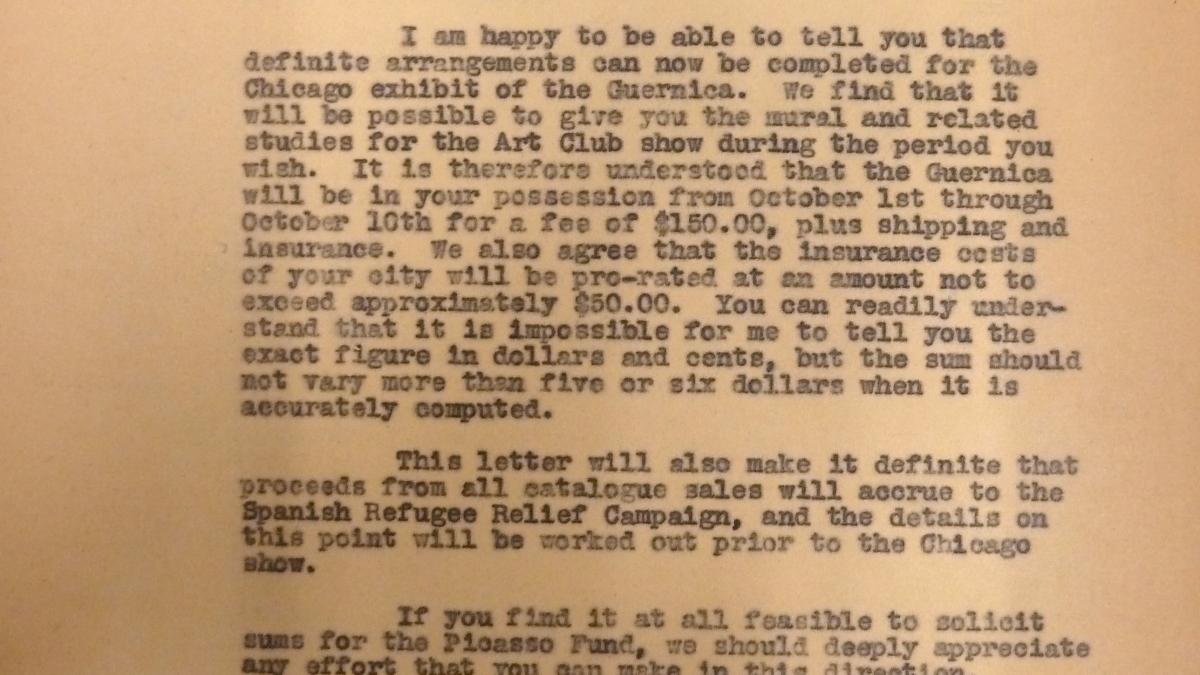 I am happy to be able to tell you that
definite arrangements can now be completed for the
Chicago exhibit of the Guernica. We find that it
will be possible to give you the mural and related
studies for the Art Club show during the period you
wish. It is therefore understood that the Guernica
will be in your possession from October 1st through
October 10th for a fee of $150.00, plus shipping and
insurance. We also agree that the insurance costs
of your city will be pro-rated at an amount not to
exceed approximately $50.00. You can readily under-
stand that it is impossible for me to tell you the
exact figure in dollars and cents, but the sum should
not vary more than five or six dollars when it is
accurately computed.
This letter will also make it definite that
proceeds from all catalogue sales will accrue to the
Spanish Refugee Relief Campaign, and the details on
this point will be worked out prior to the Chicago
show.
If you find it at all feasible to solicit
sums for the Picasso Fund, we should deeply appreciate
any effort that you can make in this direction.